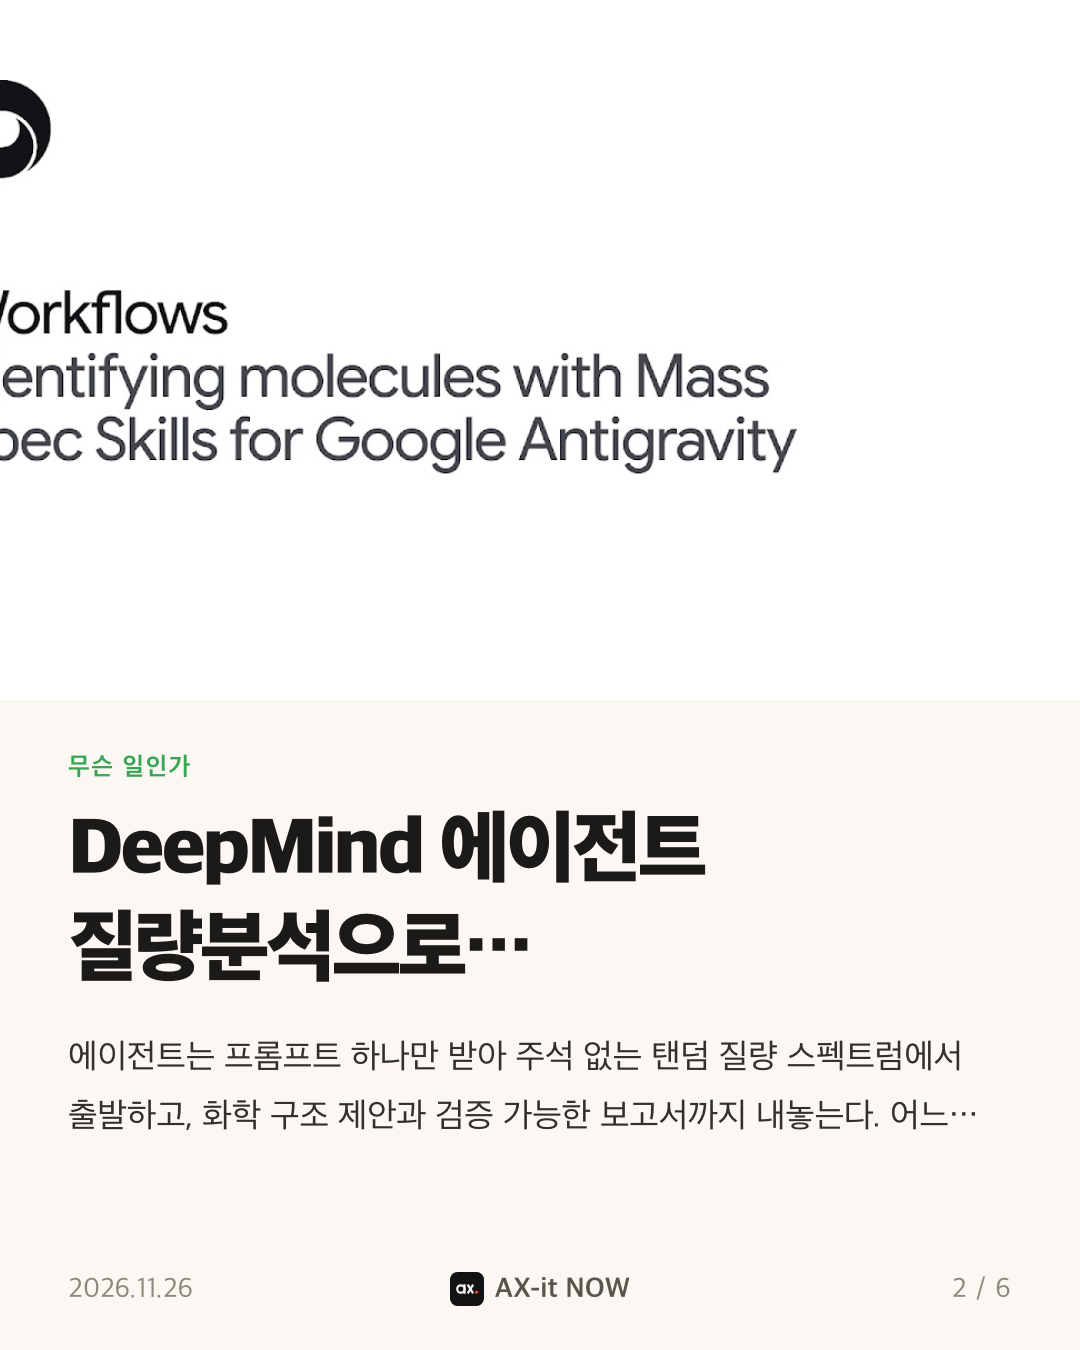 orkflows
entifying molecules with Mass
pec Skills for Google Antigravity
무슨 일인가
DeepMind 에이전트
질량분석으로…
에이전트는 프롬프트 하나만 받아 주석 없는 탠덤 질량 스펙트럼에서
출발하고, 화학 구조 제안과 검증 가능한 보고서까지 내놓는다. 어느…
2026.11.26
ax. AX-it NOW
2 / 6